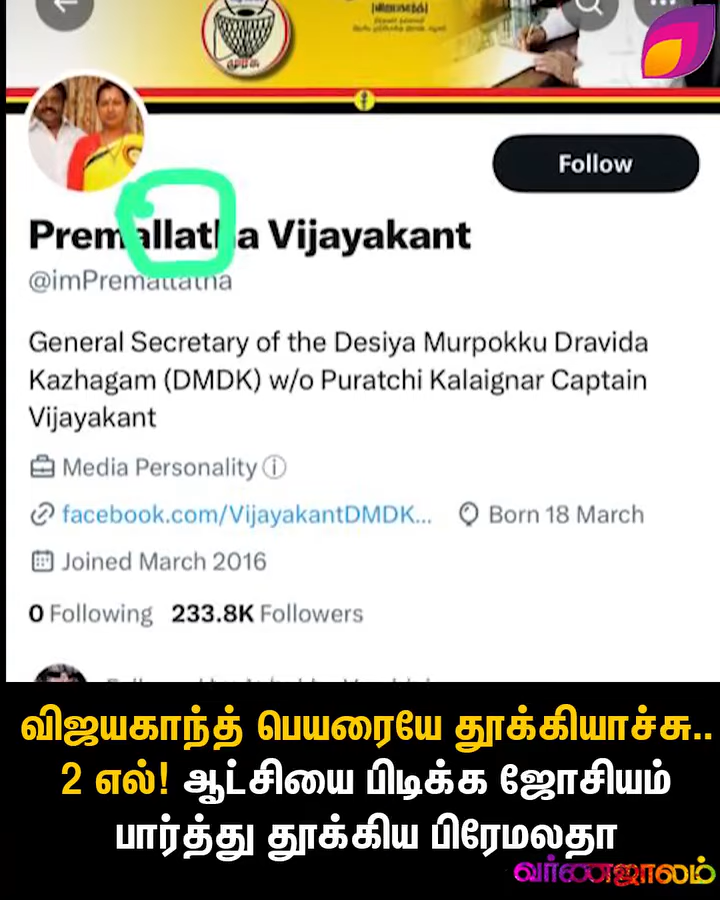 முரசு
Follow
Premallatha Vijayakant
@imPremallatha
General Secretary of the Desiya Murpokku Dravida
Kazhagam (DMDK) w/o Puratchi Kalaignar Captain
Vijayakant
Media Personality
facebook.com/VijayakantDMDK... Born 18 March
Joined March 2016
0 Following 233.8K Followers
விஜயகாந்த் பெயரையே தூக்கியாச்சு..
2 எல்! ஆட்சியை பிடிக்க ஜோசியம்
பார்த்து தூக்கிய பிரேமலதா
வர்ணஜாலம்